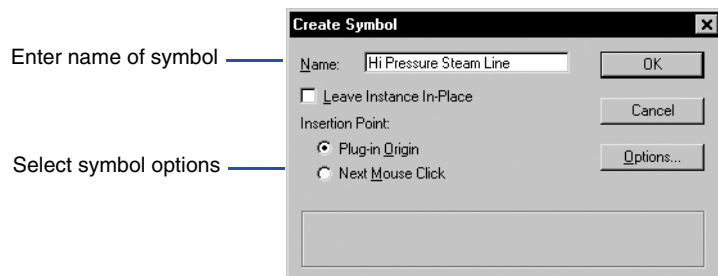 Create Symbol
Enter name of symbol
Name: Hi Pressure Steam Line
OK
Leave Instance In-Place
Cancel
Insertion Point:
Plug-in Origin
Options...
Select symbol options
Next Mouse Click